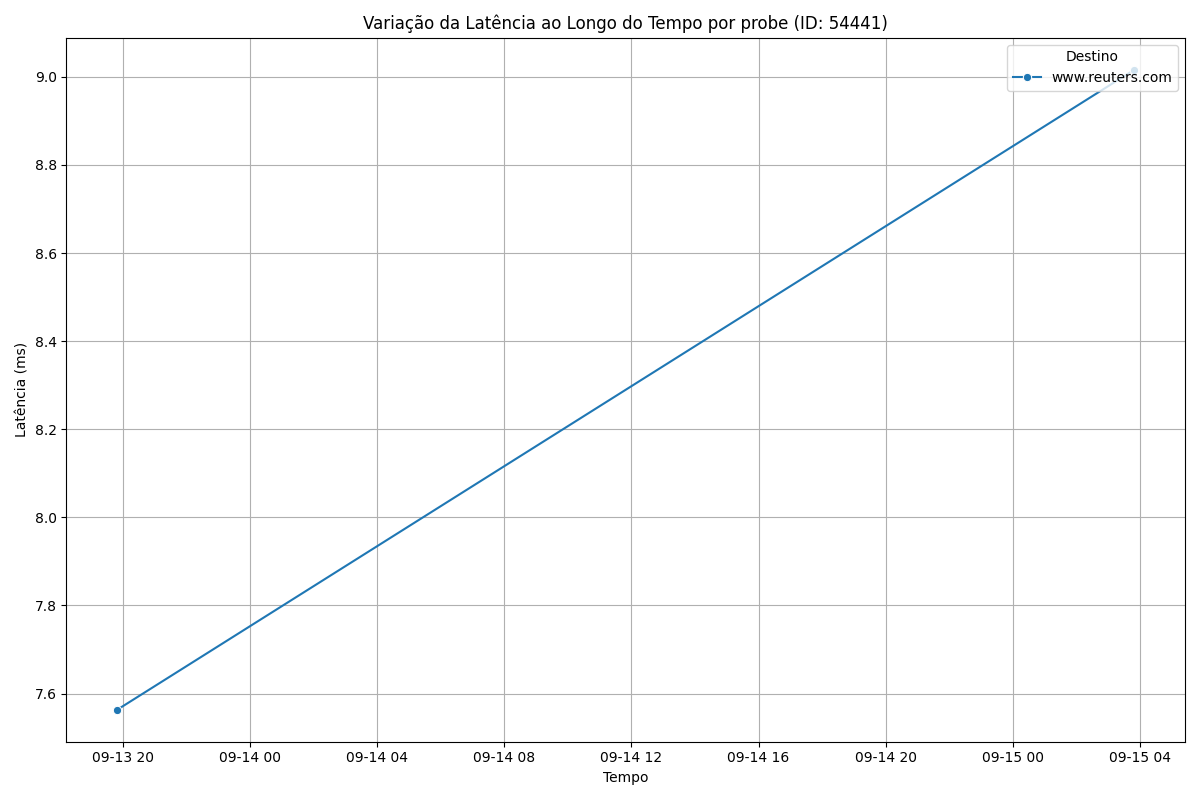 Variação da Latência ao Longo do Tempo por probe (ID: 54441)
Destino
www.reuters.com
9.0
8.8
8.6
8.4
8.2
8.0
7.8
7.6
Latência (ms)
09-13 20 09-14 00 09-14 04 09-14 08 09-14 12 09-14 16 09-14 20 09-15 00 09-15 04
Tempo